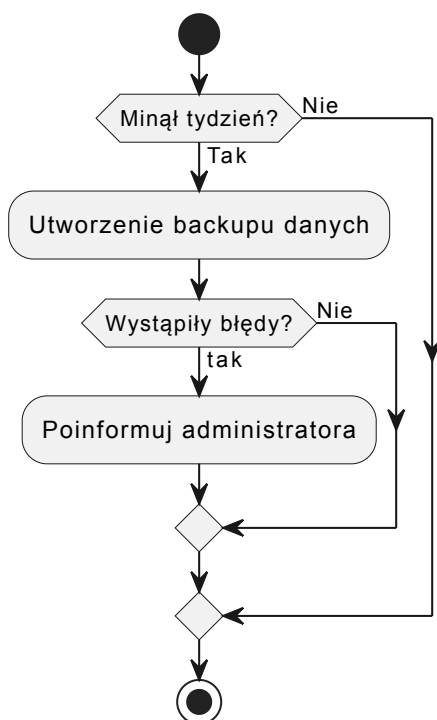 Minął tydzień?
Nie
Tak
Utworzenie backupu danych
Wystąpiły błędy?
Nie
tak
Poinformuj administratora